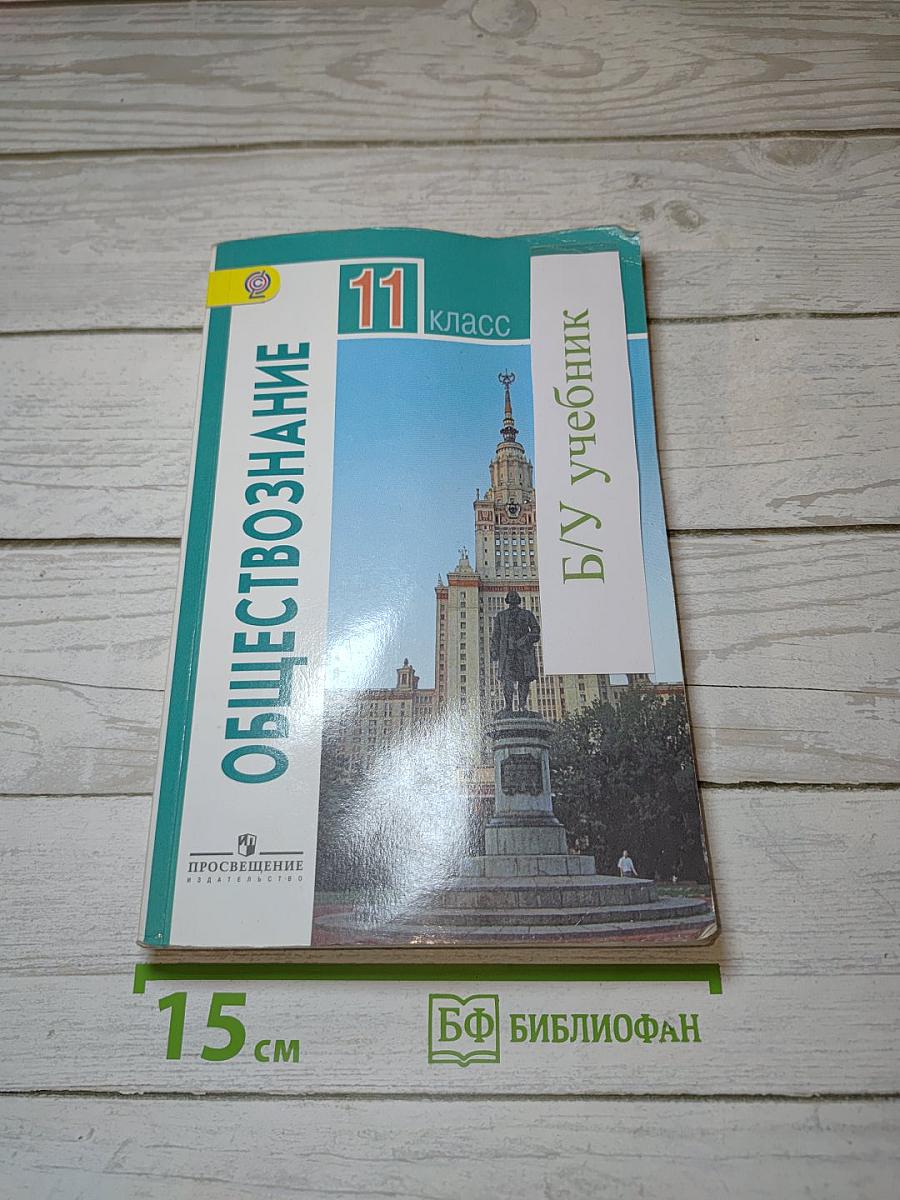 11 класс
ОБЩЕСТВОЗНАНИЕ
Б/У учебник
ПРОСВЕЩЕНИЕ
ИЗДАТЕЛЬСТВО
15 см
БФ БИБЛИОФАН